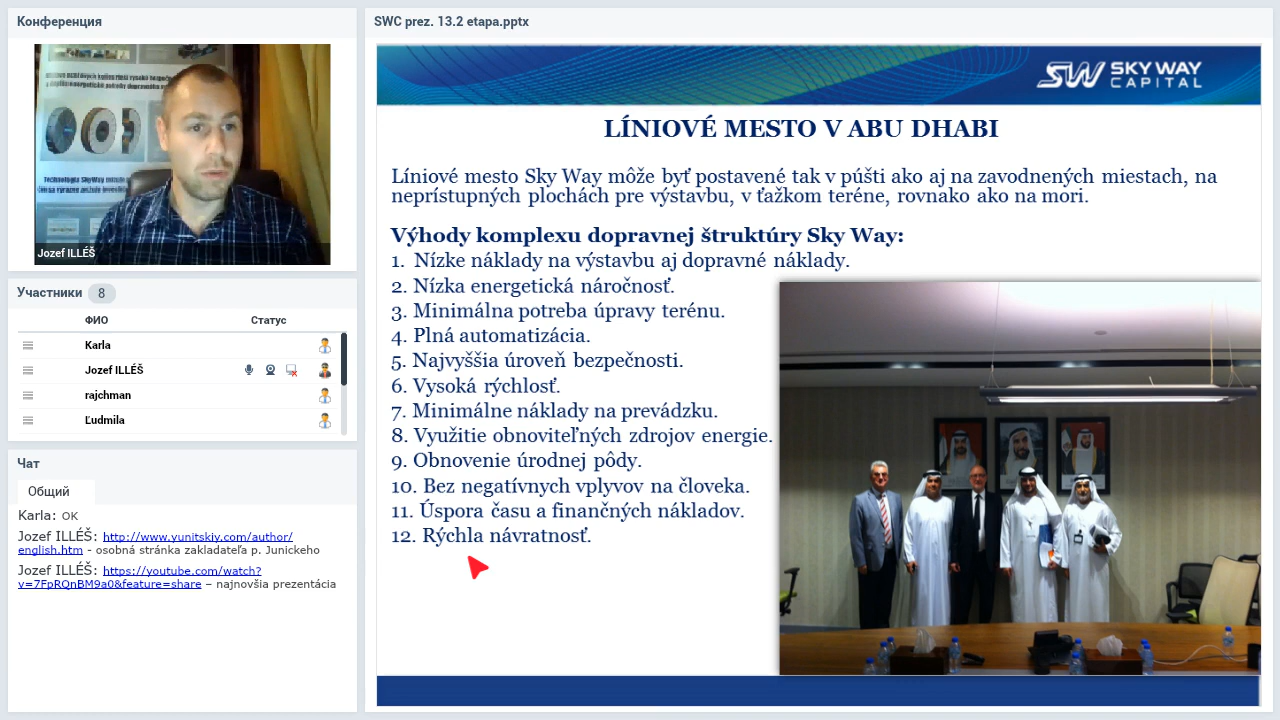 Конференция
Jozef ILLÉŠ
Участники 8
ФИО Статус
Karla
Jozef ILLÉŠ
rajchman
Ľudmila
Чат
Общий
Karla: OK
Jozef ILLÉŠ: http://www.yunitskiy.com/author/
english.htm - osobná stránka zakladateľa p. Junickeho
Jozef ILLÉŠ: https://youtube.com/watch?
v=7FpRQnBM9a0&feature=share – najnovšia prezentácia
SWC prez. 13.2 etapa.pptx
SW SKY WAY
CAPITAL
LÍNIOVÉ MESTO V ABU DHABI
Líniové mesto Sky Way môže byť postavené tak v púšti ako aj na zavodnených miestach, na
neprístupných plochách pre výstavbu, v ťažkom teréne, rovnako ako na mori.
Výhody komplexu dopravnej štruktúry Sky Way:
1. Nízke náklady na výstavbu aj dopravné náklady.
2. Nízka energetická náročnosť.
3. Minimálna potreba úpravy terénu.
4. Plná automatizácia.
5. Najvyššia úroveň bezpečnosti.
6. Vysoká rýchlosť.
7. Minimálne náklady na prevádzku.
8. Využitie obnoviteľných zdrojov energie.
9. Obnovenie úrodnej pôdy.
10. Bez negatívnych vplyvov na človeka.
11. Úspora času a finančných nákladov.
12. Rýchla návratnosť.